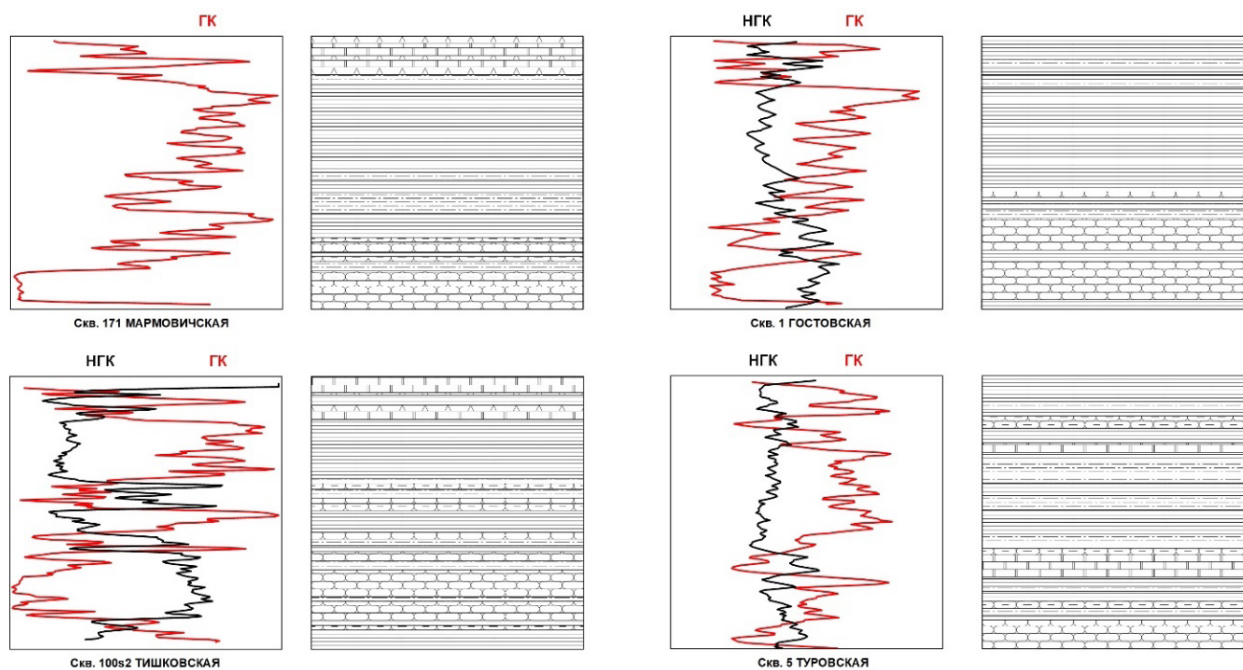 ГК
НГК ГК
Скв. 171 МАРМОВИЧСКАЯ
Скв. 1 ГОСТОВСКАЯ
НГК ГК
НГК ГК
Скв. 100s2 ТИШКОВСКАЯ
Скв. 5 ТУРОВСКАЯ